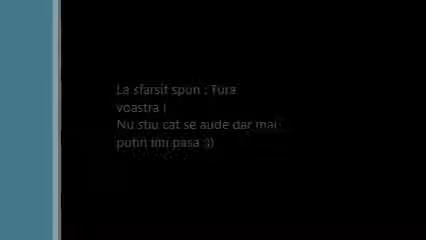 La sfarsit spun : Tura
voastra !
Nu stiu cat se aude dar mai
putin imi pasa :))